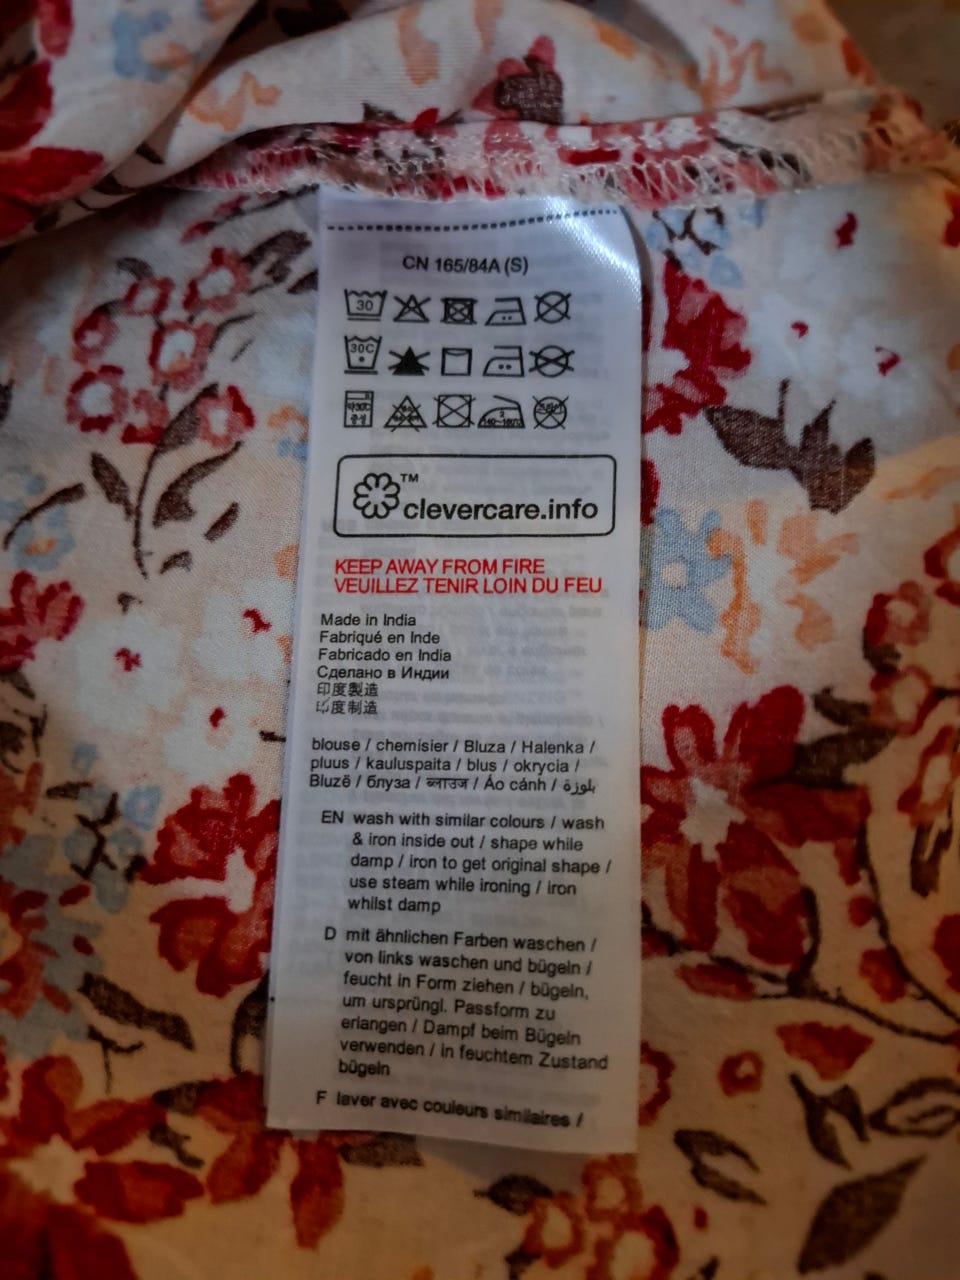 CN 165/84A (S)
30
30C
™
clevercare.info
KEEP AWAY FROM FIRE
VEUILLEZ TENIR LOIN DU FEU
Made in India
Fabriqué en Inde
Fabricado en India
Сделано в Индии
印度製造
印度制造
blouse / chemisier / Bluza / Halenka /
pluus / kauluspaita / blus / okrycia /
Bluzë / блуза / ब्लाउज / Áo cánh / بلوزة
EN wash with similar colours / wash
& iron inside out / shape while
damp / iron to get original shape /
use steam while ironing / iron
whilst damp
D mit ähnlichen Farben waschen /
von links waschen und bügeln /
feucht in Form ziehen / bügeln,
um ursprüngl. Passform zu
erlangen / Dampf beim Bügeln
verwenden / in feuchtem Zustand
bügeln
F laver avec couleurs similaires /